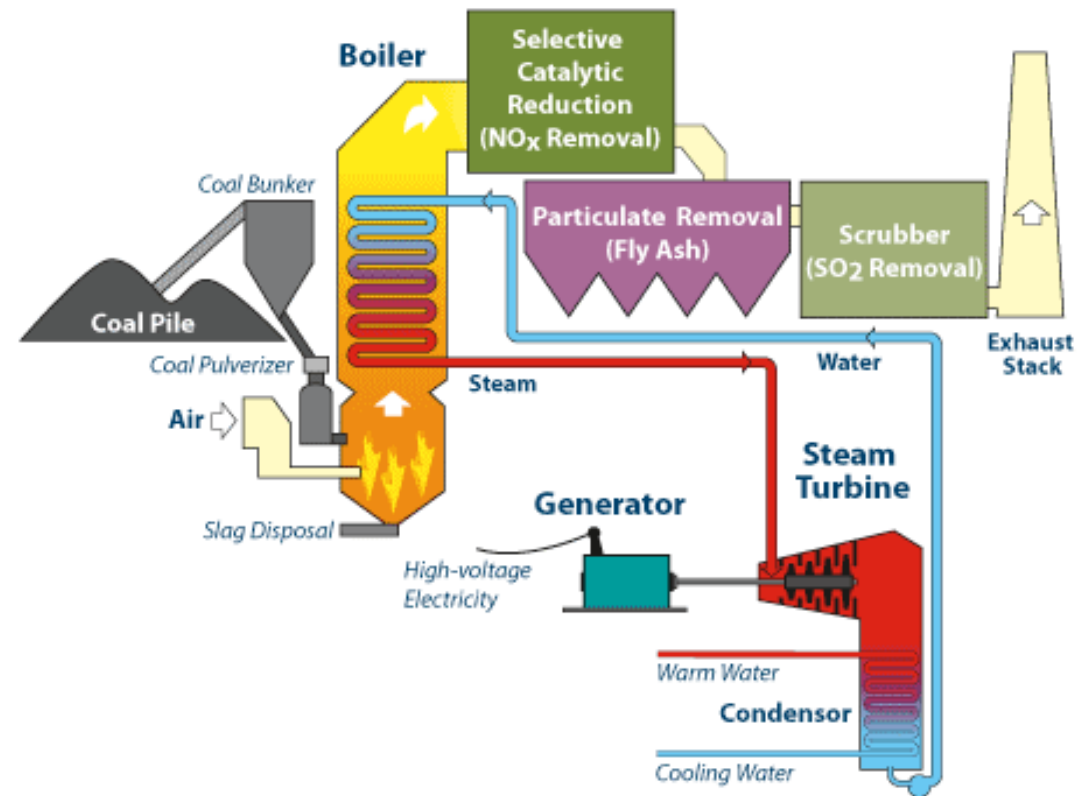 Boiler
Selective
Catalytic
Reduction
(NOx Removal)
Coal Bunker
Particulate Removal
(Fly Ash)
Scrubber
(SO2 Removal)
Coal Pile
Exhaust
Stack
Coal Pulverizer
Steam
Water
Air
Steam
Turbine
Generator
Slag Disposal
High-voltage
Electricity
Warm Water
Condensor
Cooling Water